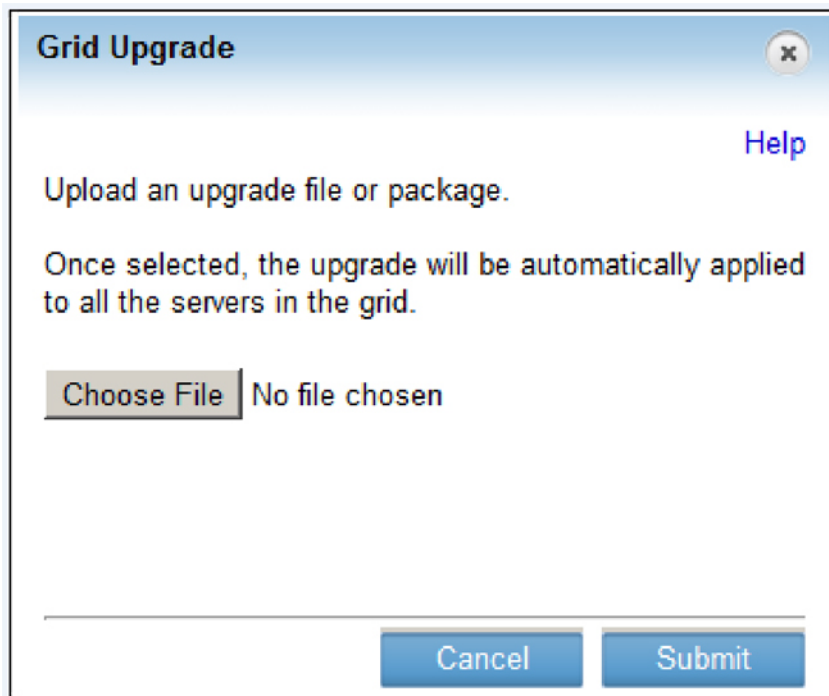 Grid Upgrade
Help
Upload an upgrade file or package.
Once selected, the upgrade will be automatically applied
to all the servers in the grid.
Choose File No file chosen
Cancel Submit